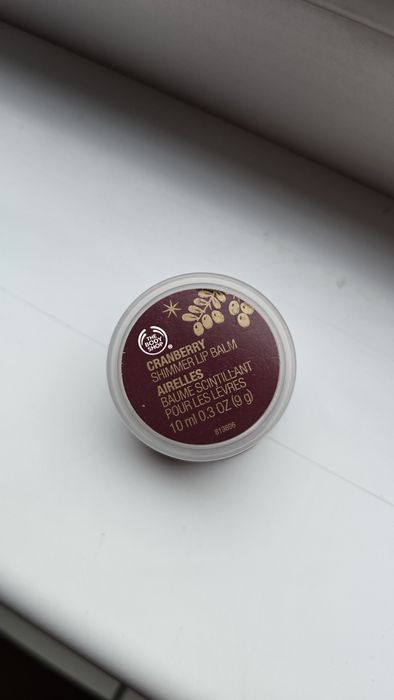 THE
BODY
SHOP
®
CRANBERRY
SHIMMER LIP BALM
AIRELLES
BAUME SCINTILLANT
POUR LES LÈVRES
10 ml 0.3 OZ (9 g)
819806